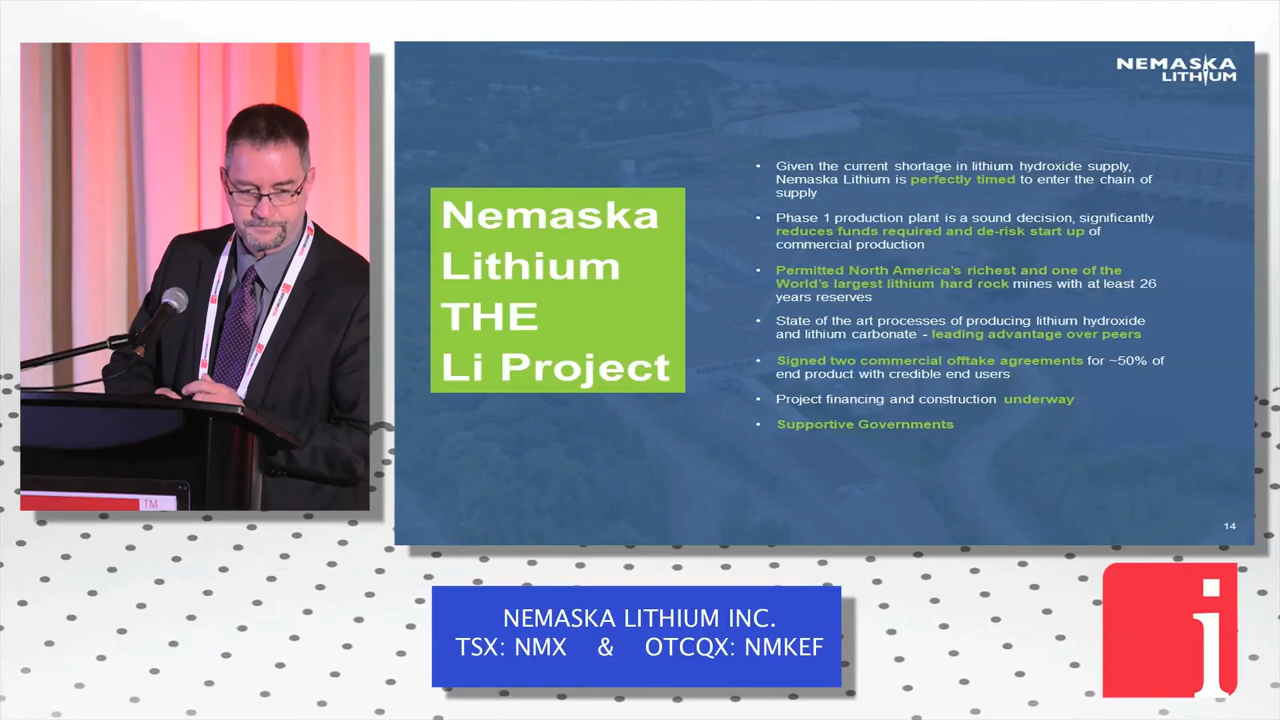 NEMASKA
LITHIUM
Nemaska
Lithium
THE
Li Project
• Given the current shortage in lithium hydroxide supply,
Nemaska Lithium is perfectly timed to enter the chain of
supply
• Phase 1 production plant is a sound decision, significantly
reduces funds required and de-risk start up of
commercial production
• Permitted North America's richest and one of the
World's largest lithium hard rock mines with at least 26
years reserves
• State of the art processes of producing lithium hydroxide
and lithium carbonate - leading advantage over peers
• Signed two commercial offtake agreements for ~50% of
end product with credible end users
• Project financing and construction underway
• Supportive Governments
14
TM
NEMASKA LITHIUM INC.
TSX: NMX & OTCQX: NMKEF
i